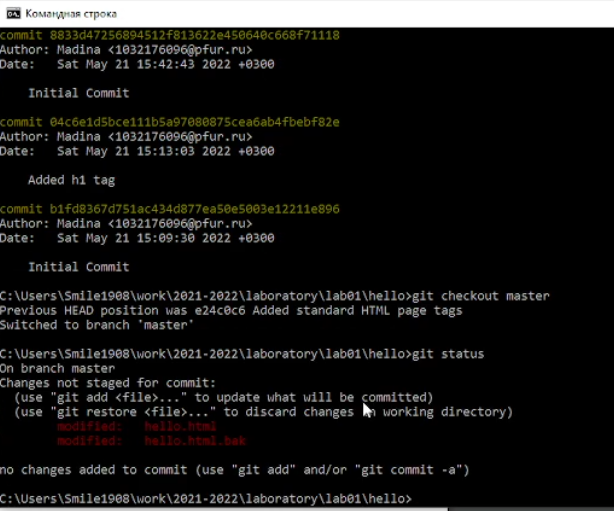 Командная строка
commit 8833d47256894512f813622e450640c668f71118
Author: Madina <1032176096@pfur.ru>
Date:   Sat May 21 15:42:43 2022 +0300
Initial Commit
commit 04c6e1d5bce111b5a97080875cea6ab4fbebf82e
Author: Madina <1032176096@pfur.ru>
Date:   Sat May 21 15:13:03 2022 +0300
Added h1 tag
commit b1fd8367d751ac434d877ea50e5003e12211e896
Author: Madina <1032176096@pfur.ru>
Date:   Sat May 21 15:09:30 2022 +0300
Initial Commit
C:\Users\Smile1908\work\2021-2022\laboratory\lab01\hello>git checkout master
Previous HEAD position was e24c0c6 Added standard HTML page tags
Switched to branch 'master'
C:\Users\Smile1908\work\2021-2022\laboratory\lab01\hello>git status
On branch master
Changes not staged for commit:
(use "git add <file>..." to update what will be committed)
(use "git restore <file>..." to discard changes in working directory)
modified:   hello.html
modified:   hello.html.bak
no changes added to commit (use "git add" and/or "git commit -a")
C:\Users\Smile1908\work\2021-2022\laboratory\lab01\hello>